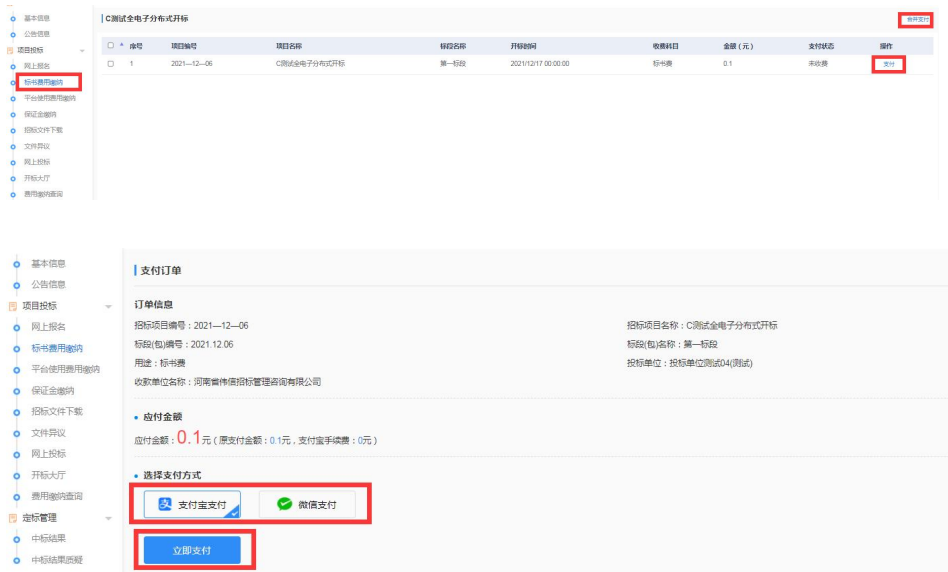 基本信息
公告信息
项目投标
网上报名
标书费用缴纳
平台使用费用缴纳
保证金缴纳
招标文件下载
文件异议
网上投标
开标大厅
费用缴纳查询
C测试全电子分布式开标
合并支付
序号 项目编号 项目名称 标段名称 开标时间 收费科目 金额（元） 支付状态 操作
1 2021—12—06 C测试全电子分布式开标 第一标段 2021/12/17 00:00:00 标书费 0.1 未收费 支付
基本信息
公告信息
项目投标
网上报名
标书费用缴纳
平台使用费用缴纳
保证金缴纳
招标文件下载
文件异议
网上投标
开标大厅
费用缴纳查询
定标管理
中标结果
中标结果质疑
支付订单
订单信息
招标项目编号：2021—12—06 招标项目名称：C测试全电子分布式开标
标段(包)编号：2021.12.06 标段(包)名称：第一标段
用途：标书费 投标单位：投标单位测试04(测试)
收款单位名称：河南省伟信招标管理咨询有限公司
应付金额
应付金额：0.1元（原支付金额：0.1元，支付宝手续费：0元）
选择支付方式
支付宝支付 微信支付
立即支付